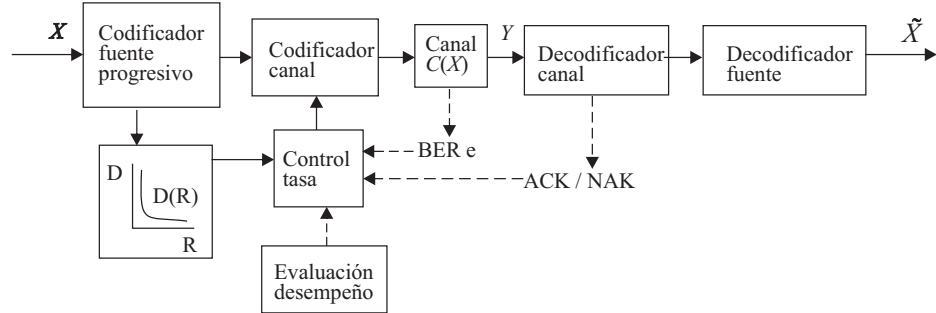 X
Codificador
fuente
progresivo
Codificador
canal
Canal
C(X)
Y
Decodificador
canal
Decodificador
fuente
X̃
D
D(R)
R
Control
tasa
BER e
ACK / NAK
Evaluación
desempeño